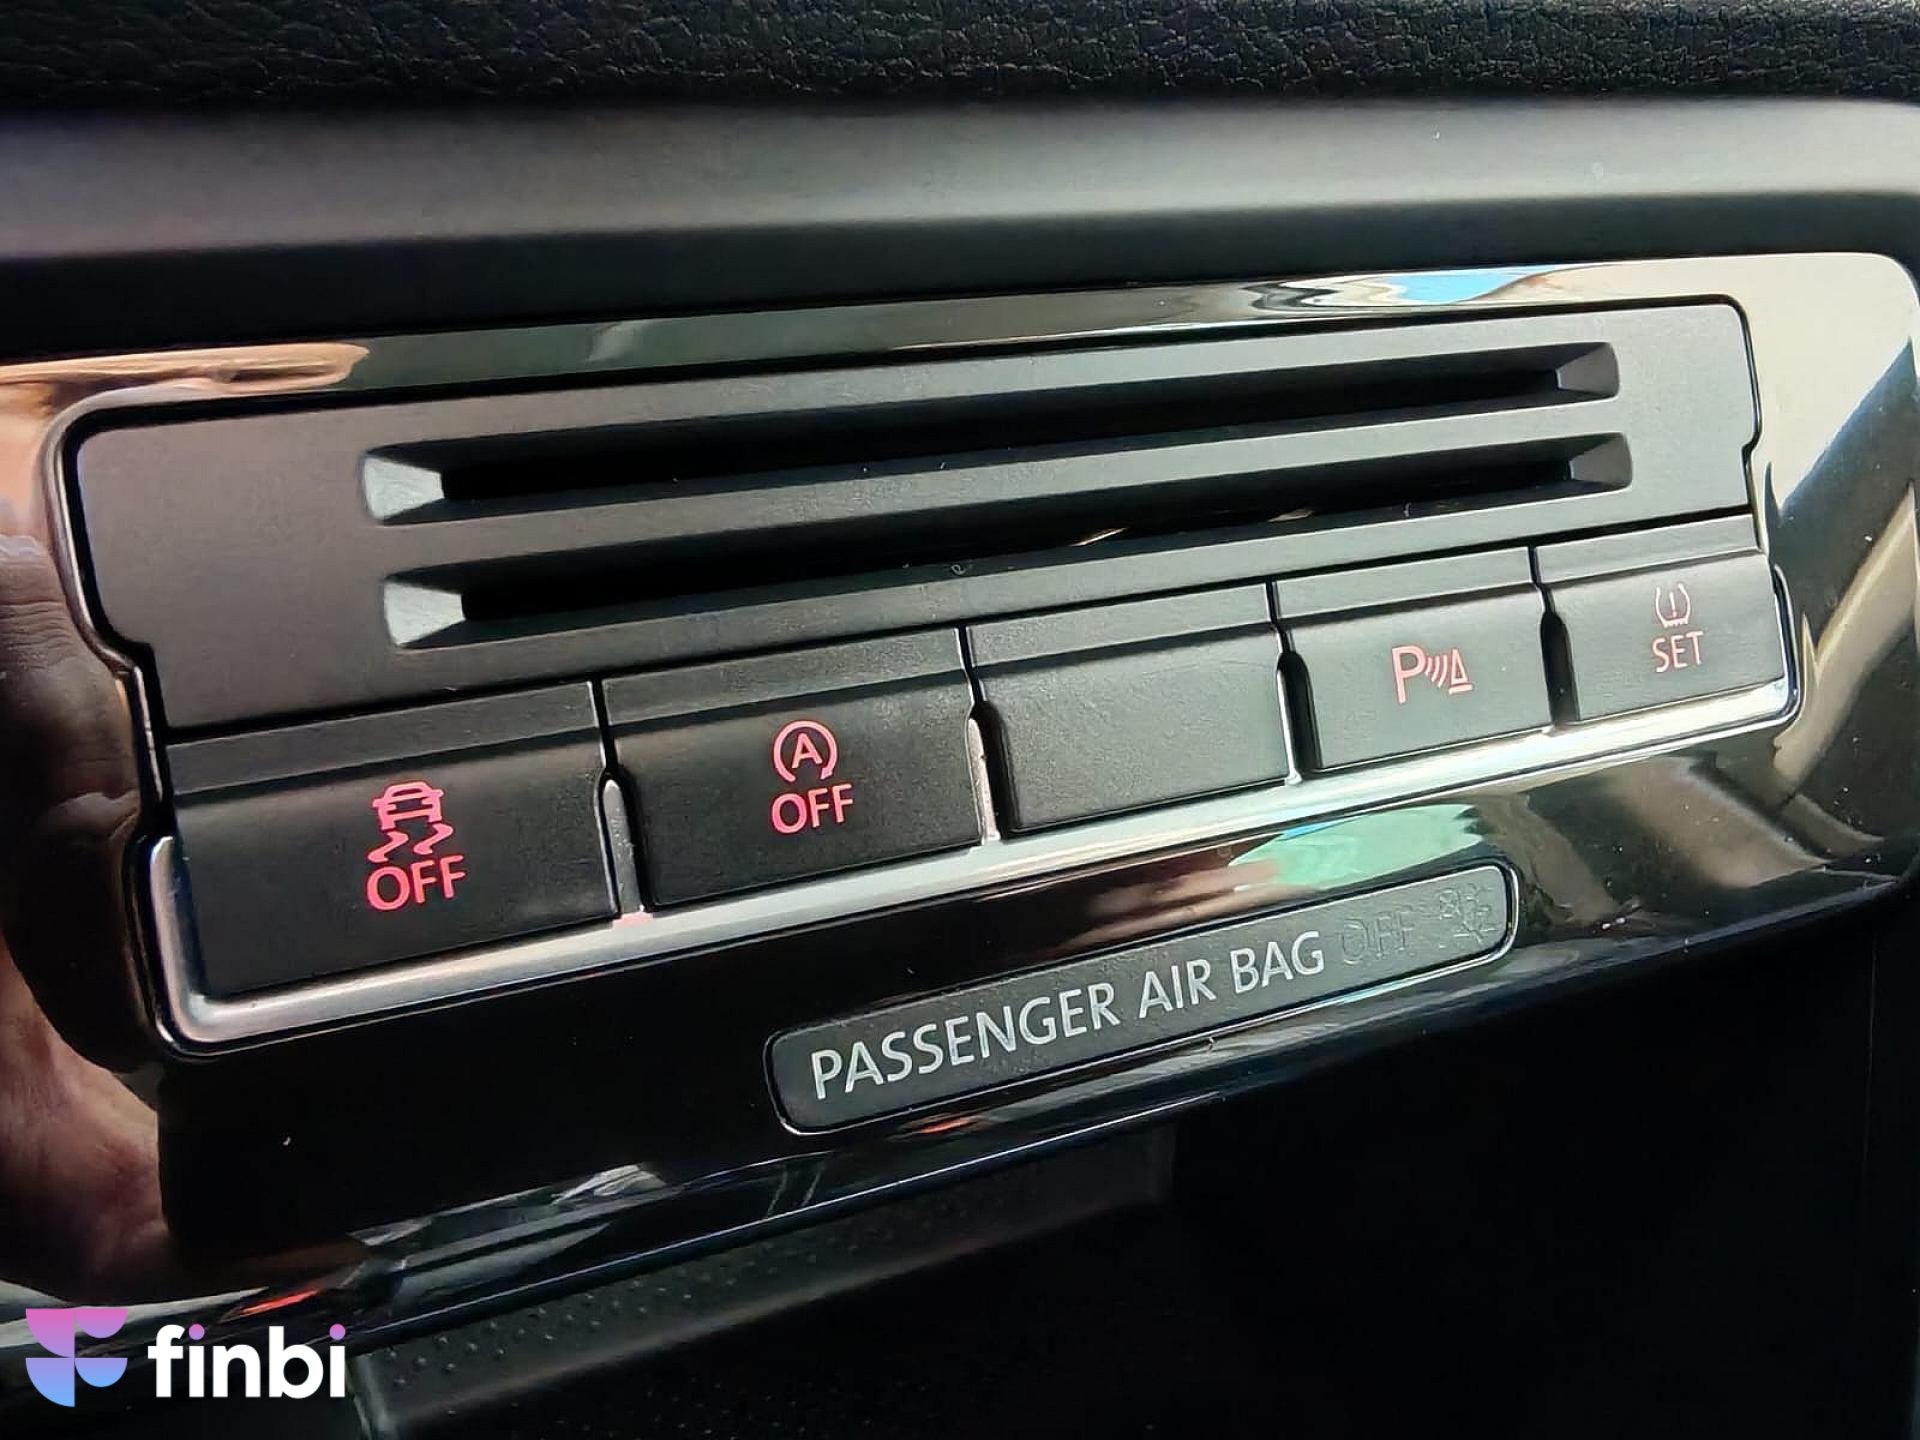 OFF
A
OFF
P
SET
PASSENGER AIR BAG OFF
finbi